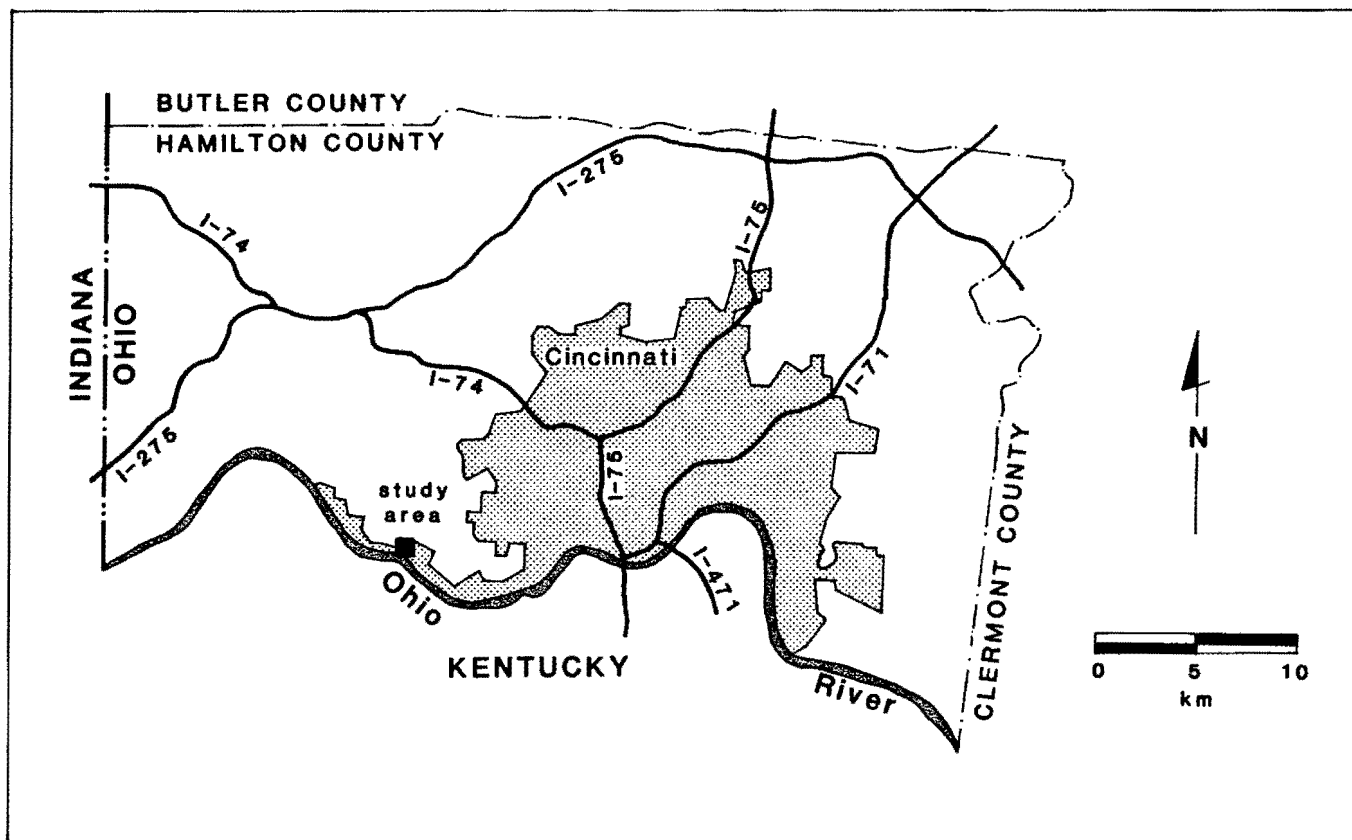 BUTLER COUNTY
HAMILTON COUNTY
I-275
I-75
I-74
INDIANA
OHIO
Cincinnati
I-71
I-74
I-275
I-75
study
area
N
CLERMONT COUNTY
Ohio
I-471
KENTUCKY
River
0 5 10
km